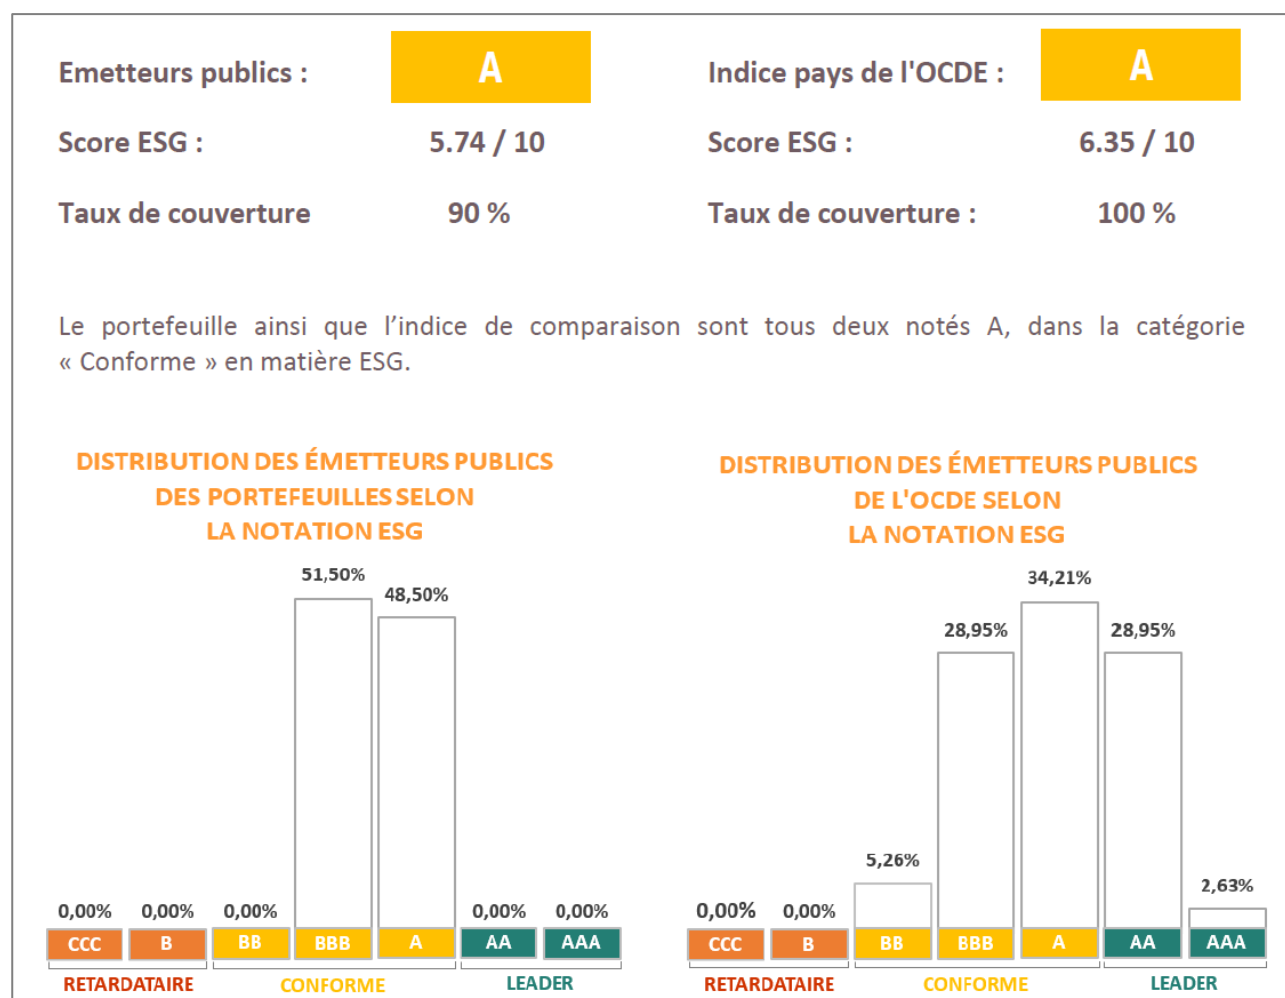 Emetteurs publics : A
Indice pays de l'OCDE : A
Score ESG : 5.74 / 10
Score ESG : 6.35 / 10
Taux de couverture 90 %
Taux de couverture : 100 %
Le portefeuille ainsi que l’indice de comparaison sont tous deux notés A, dans la catégorie
« Conforme » en matière ESG.
DISTRIBUTION DES ÉMETTEURS PUBLICS
DES PORTEFEUILLES SELON
LA NOTATION ESG
51,50%
48,50%
0,00% 0,00% 0,00% 0,00% 0,00%
CCC B BB BBB A AA AAA
RETARDATAIRE CONFORME LEADER
DISTRIBUTION DES ÉMETTEURS PUBLICS
DE L'OCDE SELON
LA NOTATION ESG
34,21%
28,95% 28,95%
5,26%
2,63%
0,00% 0,00%
CCC B BB BBB A AA AAA
RETARDATAIRE CONFORME LEADER